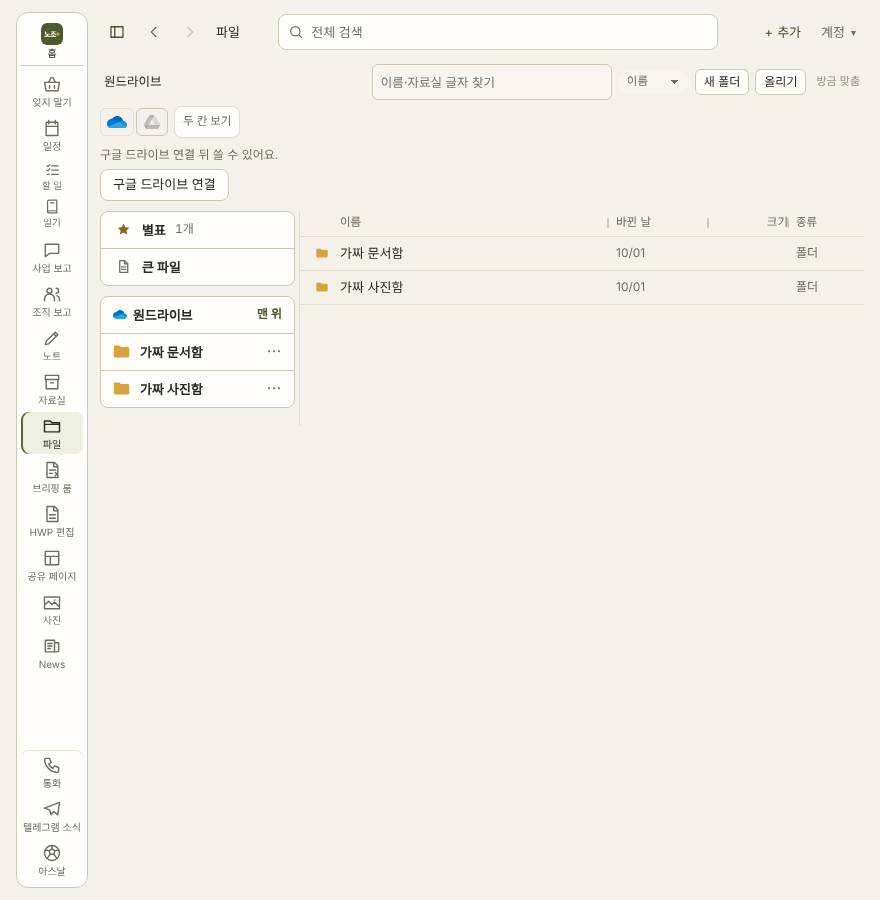 노조+
홈
잊지 말기
일정
할 일
일기
사업 보고
조직 보고
노트
자료실
파일
브리핑 룸
HWP 편집
공유 페이지
사진
News
통화
텔레그램 소식
아스날
파일
전체 검색
+ 추가
계정 ▾
원드라이브
이름·자료실 글자 찾기
이름
새 폴더
올리기
방금 맞춤
두 칸 보기
구글 드라이브 연결 뒤 쓸 수 있어요.
구글 드라이브 연결
별표 1개
큰 파일
원드라이브 맨 위
가짜 문서함 ···
가짜 사진함 ···
이름 바뀐 날 크기 종류
가짜 문서함 10/01 폴더
가짜 사진함 10/01 폴더